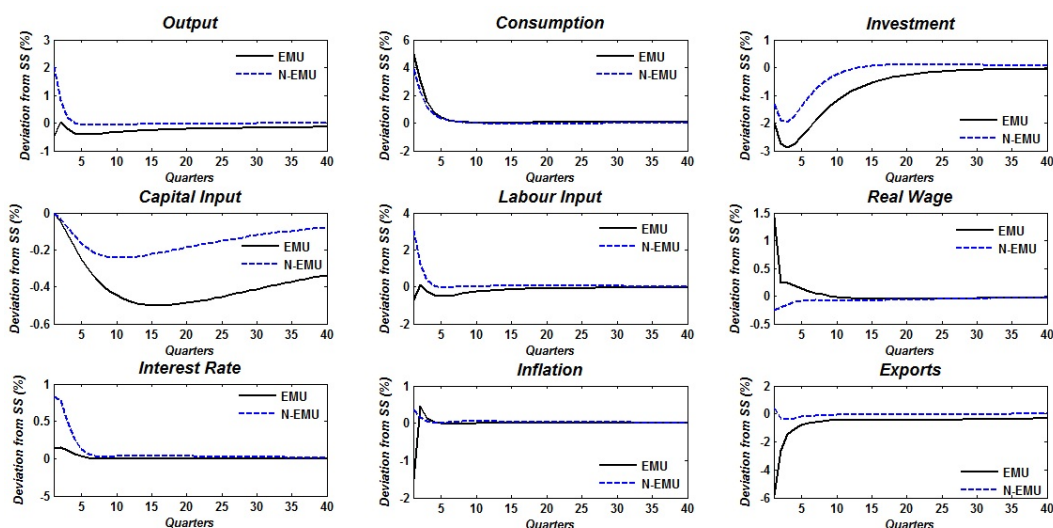 Output
Deviation from SS (%)
3
2
1
0
-1
0
5
10
15
20
25
30
35
40
Quarters
EMU
N-EMU
Consumption
Deviation from SS (%)
6
4
2
0
-2
0
5
10
15
20
25
30
35
40
Quarters
EMU
N-EMU
Investment
Deviation from SS (%)
1
0
-1
-2
-3
0
5
10
15
20
25
30
35
40
Quarters
EMU
N-EMU
Capital Input
Deviation from SS (%)
0
-0.2
-0.4
-0.6
0
5
10
15
20
25
30
35
40
Quarters
EMU
N-EMU
Labour Input
Deviation from SS (%)
4
2
0
-2
0
5
10
15
20
25
30
35
40
Quarters
EMU
N-EMU
Real Wage
Deviation from SS (%)
1.5
1
0.5
0
-0.5
0
5
10
15
20
25
30
35
40
Quarters
EMU
N-EMU
Interest Rate
Deviation from SS (%)
1
0.5
0
5
0
5
10
15
20
25
30
35
40
Quarters
EMU
N-EMU
Inflation
Deviation from SS (%)
1
0
-1
-2
0
5
10
15
20
25
30
35
40
Quarters
EMU
N-EMU
Exports
Deviation from SS (%)
2
0
-2
-4
-6
0
5
10
15
20
25
30
35
40
Quarters
EMU
N-EMU